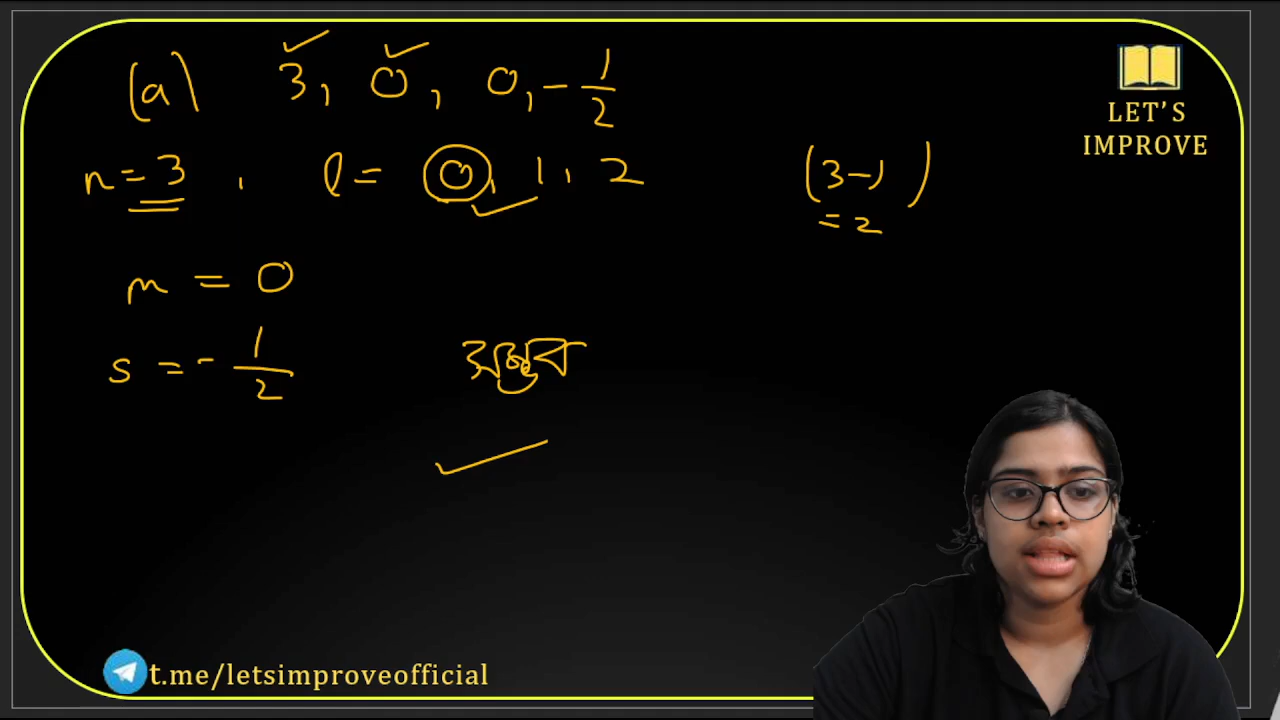 (a) 3, 0, 0, -1/2
LET'S
IMPROVE
n = 3, l = 0, 1, 2
(3-1)
= 2
m = 0
s = -1/2
সম্ভব
t.me/letsimproveofficial